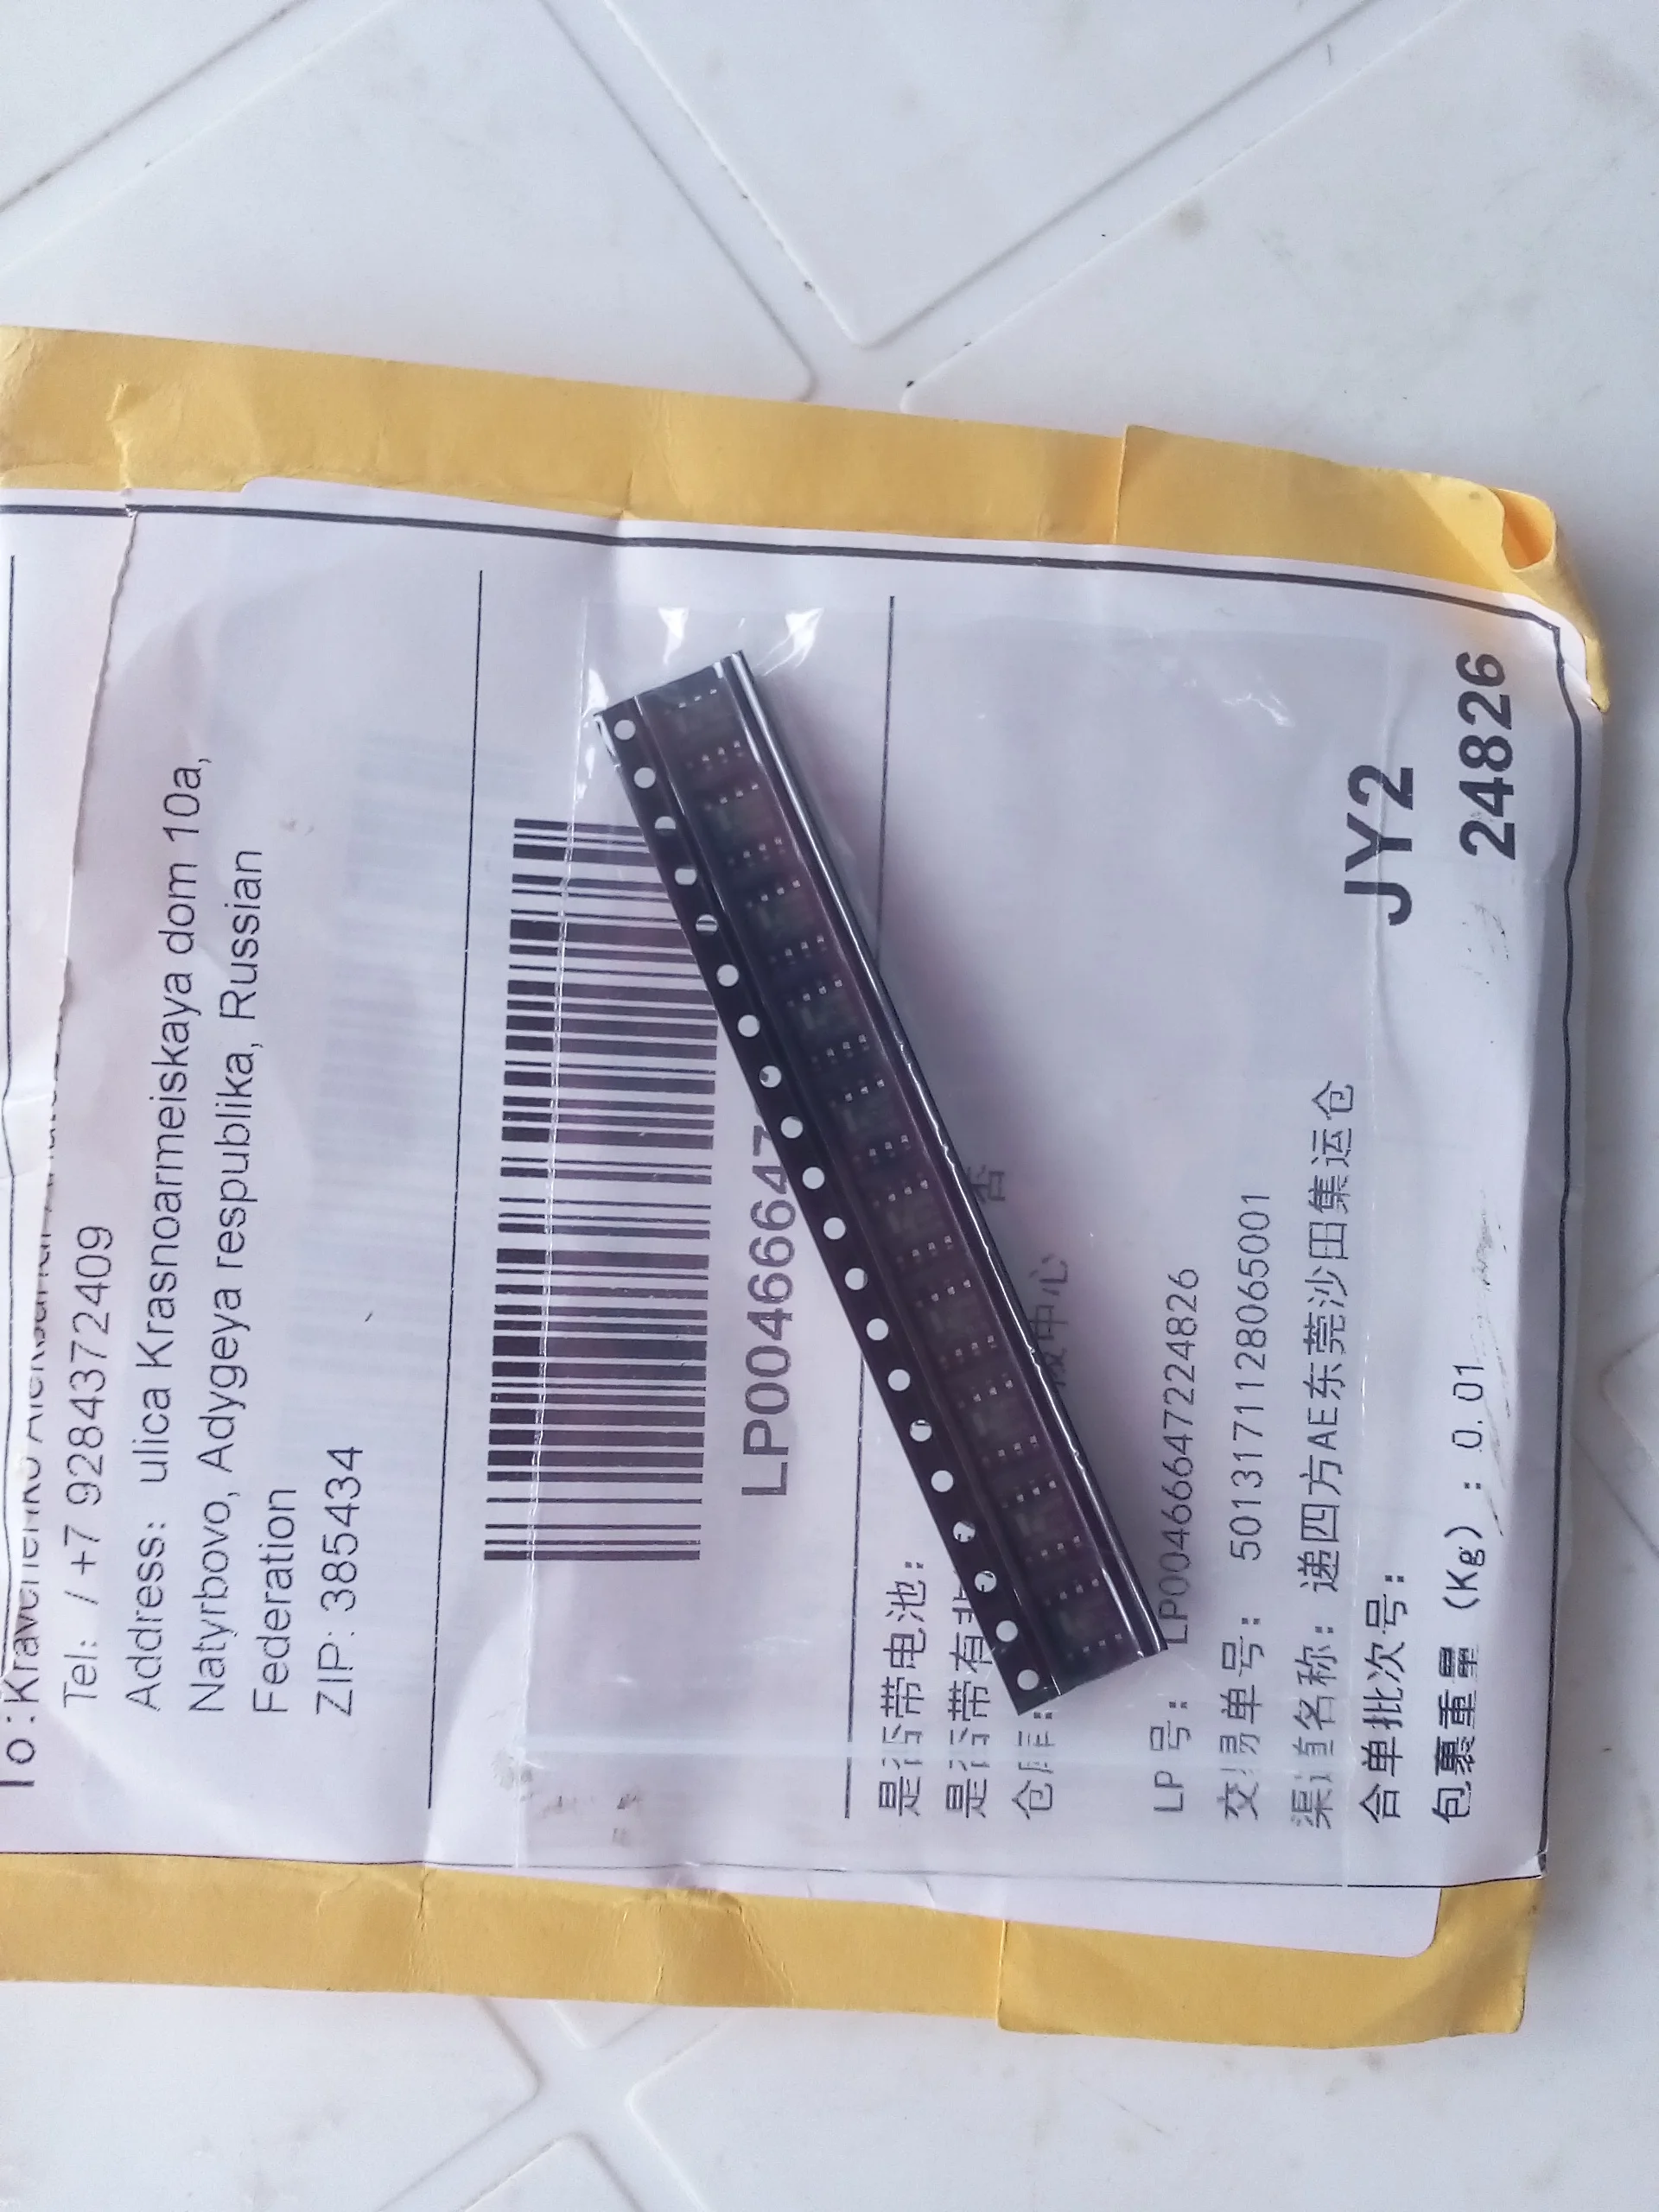 To:Kravchenko
Tel: / +7 9284372409
Address: ulica Krasnoarmeiskaya dom 10a,
Natyrbovo, Adygeya respublika, Russian
Federation
ZIP: 385434
LP0046647
是否带电池:
是否带有
仓库:
中心
LP 号: LP00466647224826
交易单号: 5013171128065001
渠道名称: 递四方AE东莞沙田集运仓
合单批次号:
包裹重量 (Kg) : 0.01
JY2
24826